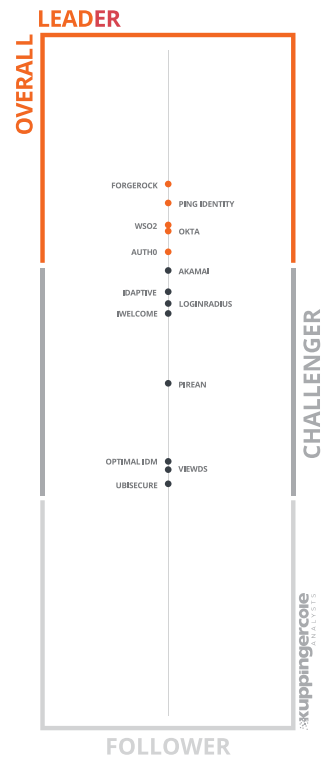 LEADER
OVERALL
FORGEROCK
PING IDENTITY
WSO2
OKTA
AUTH0
AKAMAI
IDAPTIVE
LOGINRADIUS
IWELCOME
CHALLENGER
PIREAN
OPTIMAL IDM
VIEWDS
UBISECURE
kuppingercole
ANALYSTS
FOLLOWER